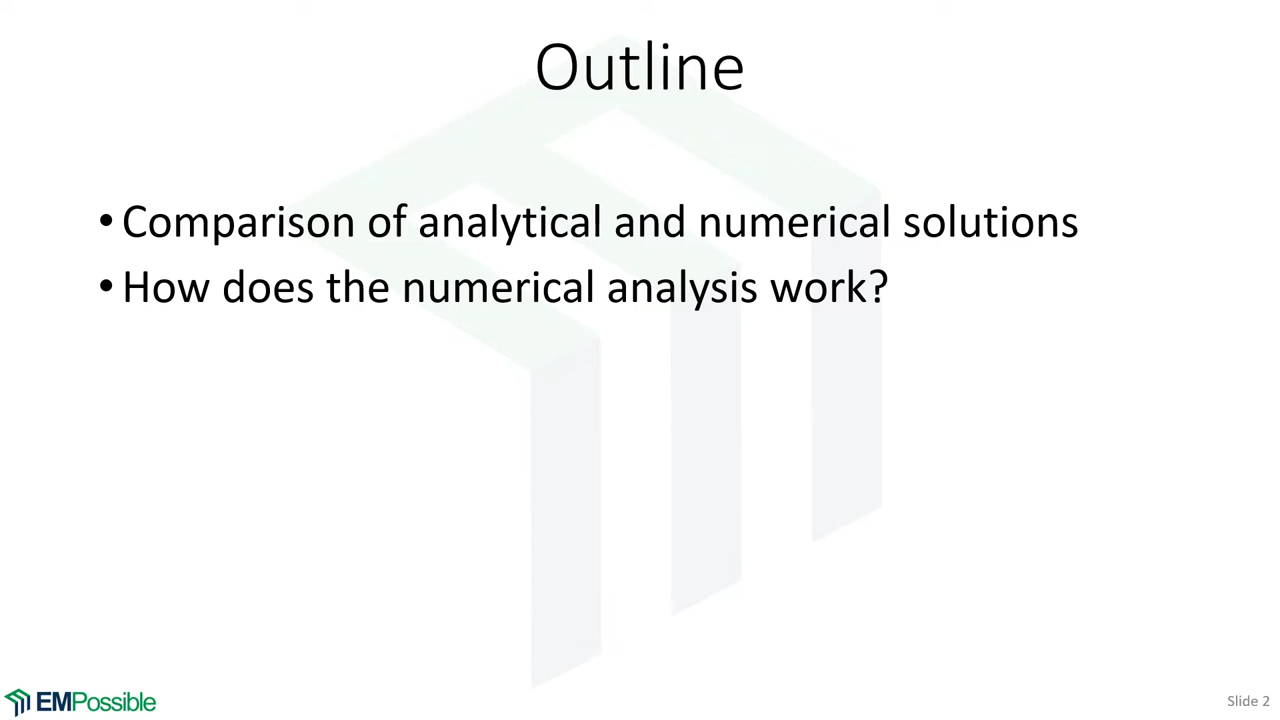 Outline
• Comparison of analytical and numerical solutions
• How does the numerical analysis work?
EMPossible
Slide 2